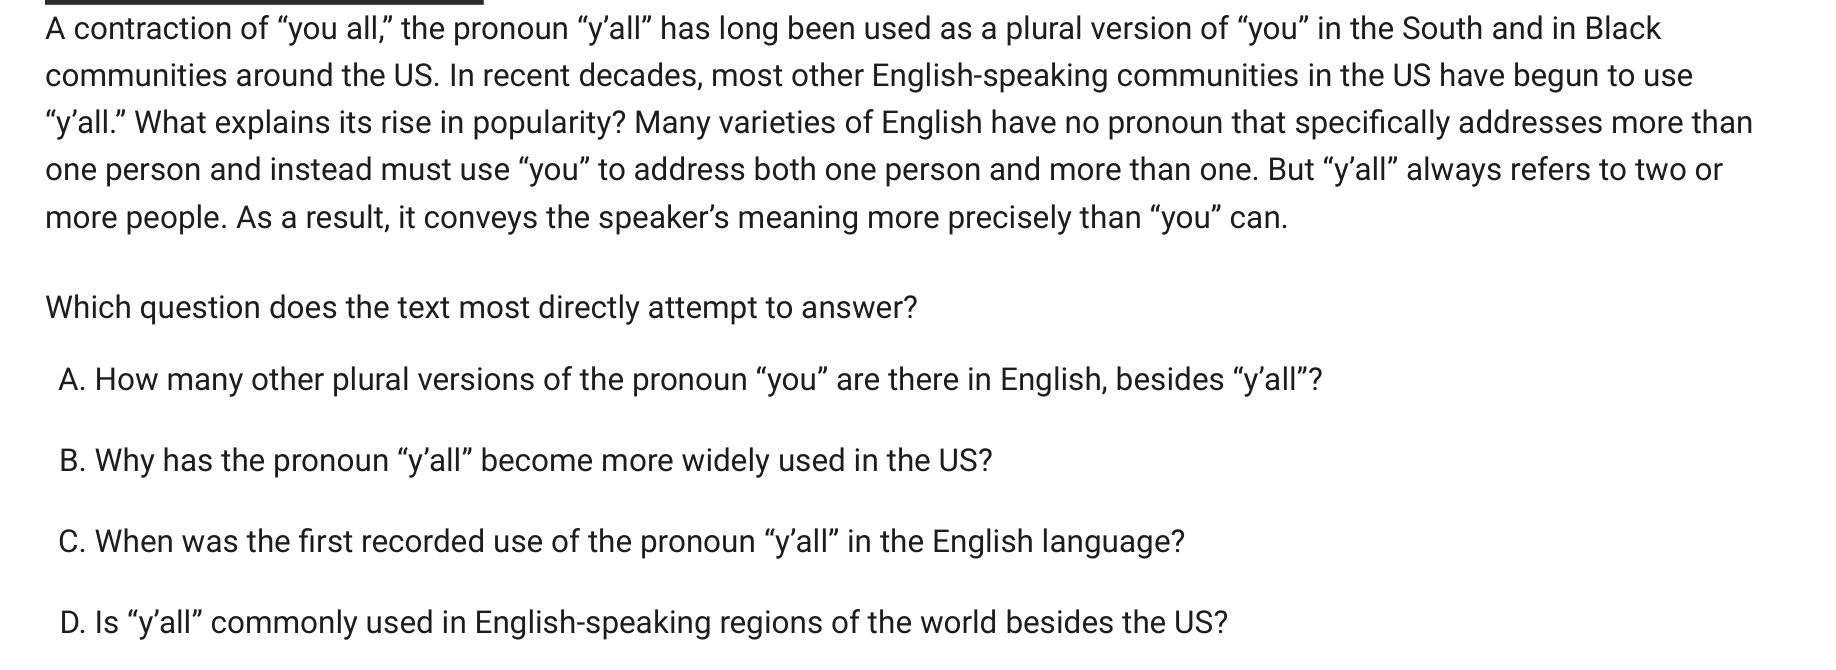 A contraction of “you all,” the pronoun “y’all” has long been used as a plural version of “you” in the South and in Black
communities around the US. In recent decades, most other English-speaking communities in the US have begun to use
“y’all.” What explains its rise in popularity? Many varieties of English have no pronoun that specifically addresses more than
one person and instead must use “you” to address both one person and more than one. But “y’all” always refers to two or
more people. As a result, it conveys the speaker’s meaning more precisely than “you” can.
Which question does the text most directly attempt to answer?
A. How many other plural versions of the pronoun “you” are there in English, besides “y’all”?
B. Why has the pronoun “y’all” become more widely used in the US?
C. When was the first recorded use of the pronoun “y’all” in the English language?
D. Is “y’all” commonly used in English-speaking regions of the world besides the US?